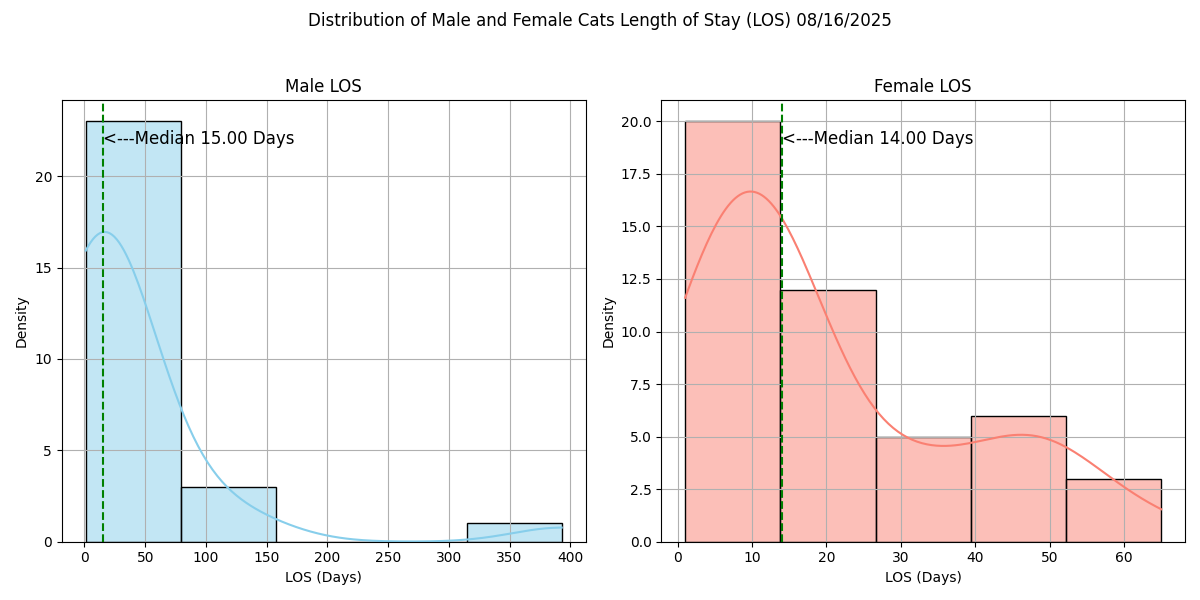 Distribution of Male and Female Cats Length of Stay (LOS) 08/16/2025
Male LOS
<---Median 15.00 Days
Density
20
15
10
5
0
0 50 100 150 200 250 300 350 400
LOS (Days)
Female LOS
<---Median 14.00 Days
Density
20.0
17.5
15.0
12.5
10.0
7.5
5.0
2.5
0.0
0 10 20 30 40 50 60
LOS (Days)